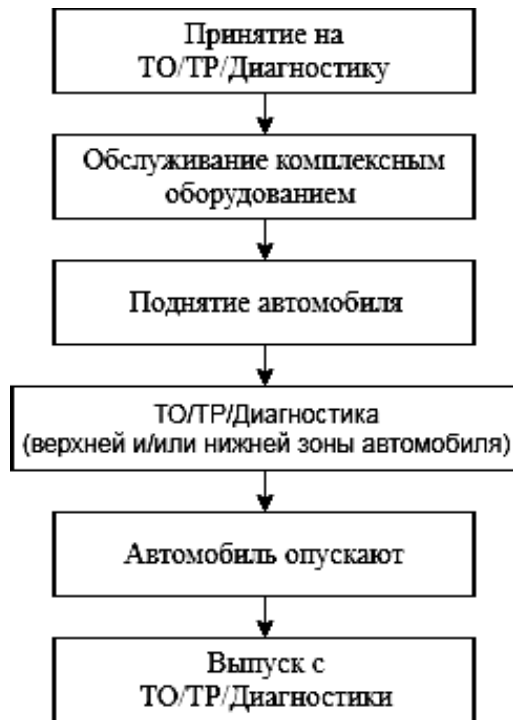 Принятие на
ТО/ТР/Диагностику
Обслуживание комплексным
оборудованием
Поднятие автомобиля
ТО/ТР/Диагностика
(верхней и/или нижней зоны автомобиля)
Автомобиль опускают
Выпуск с
ТО/ТР/Диагностики